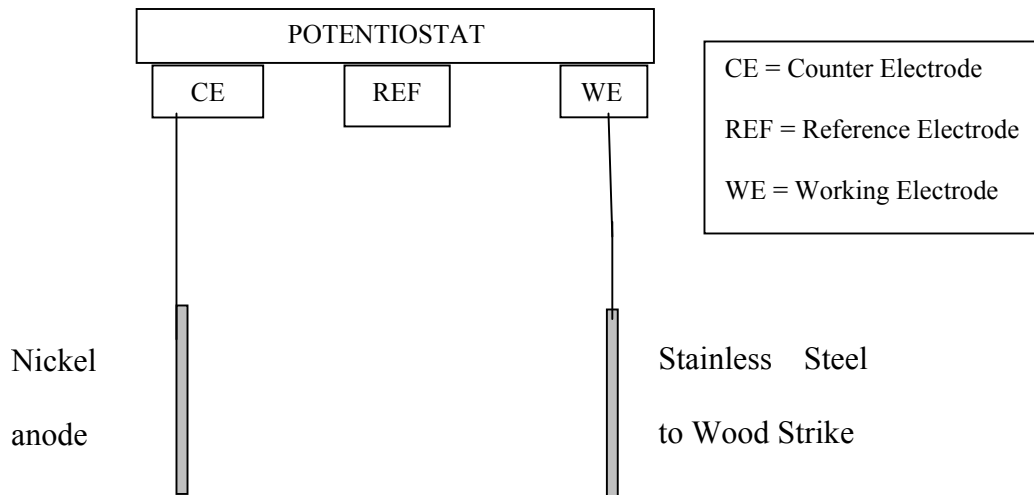 POTENTIOSTAT
CE
REF
WE
CE = Counter Electrode
REF = Reference Electrode
WE = Working Electrode
Nickel
anode
Stainless Steel
to Wood Strike